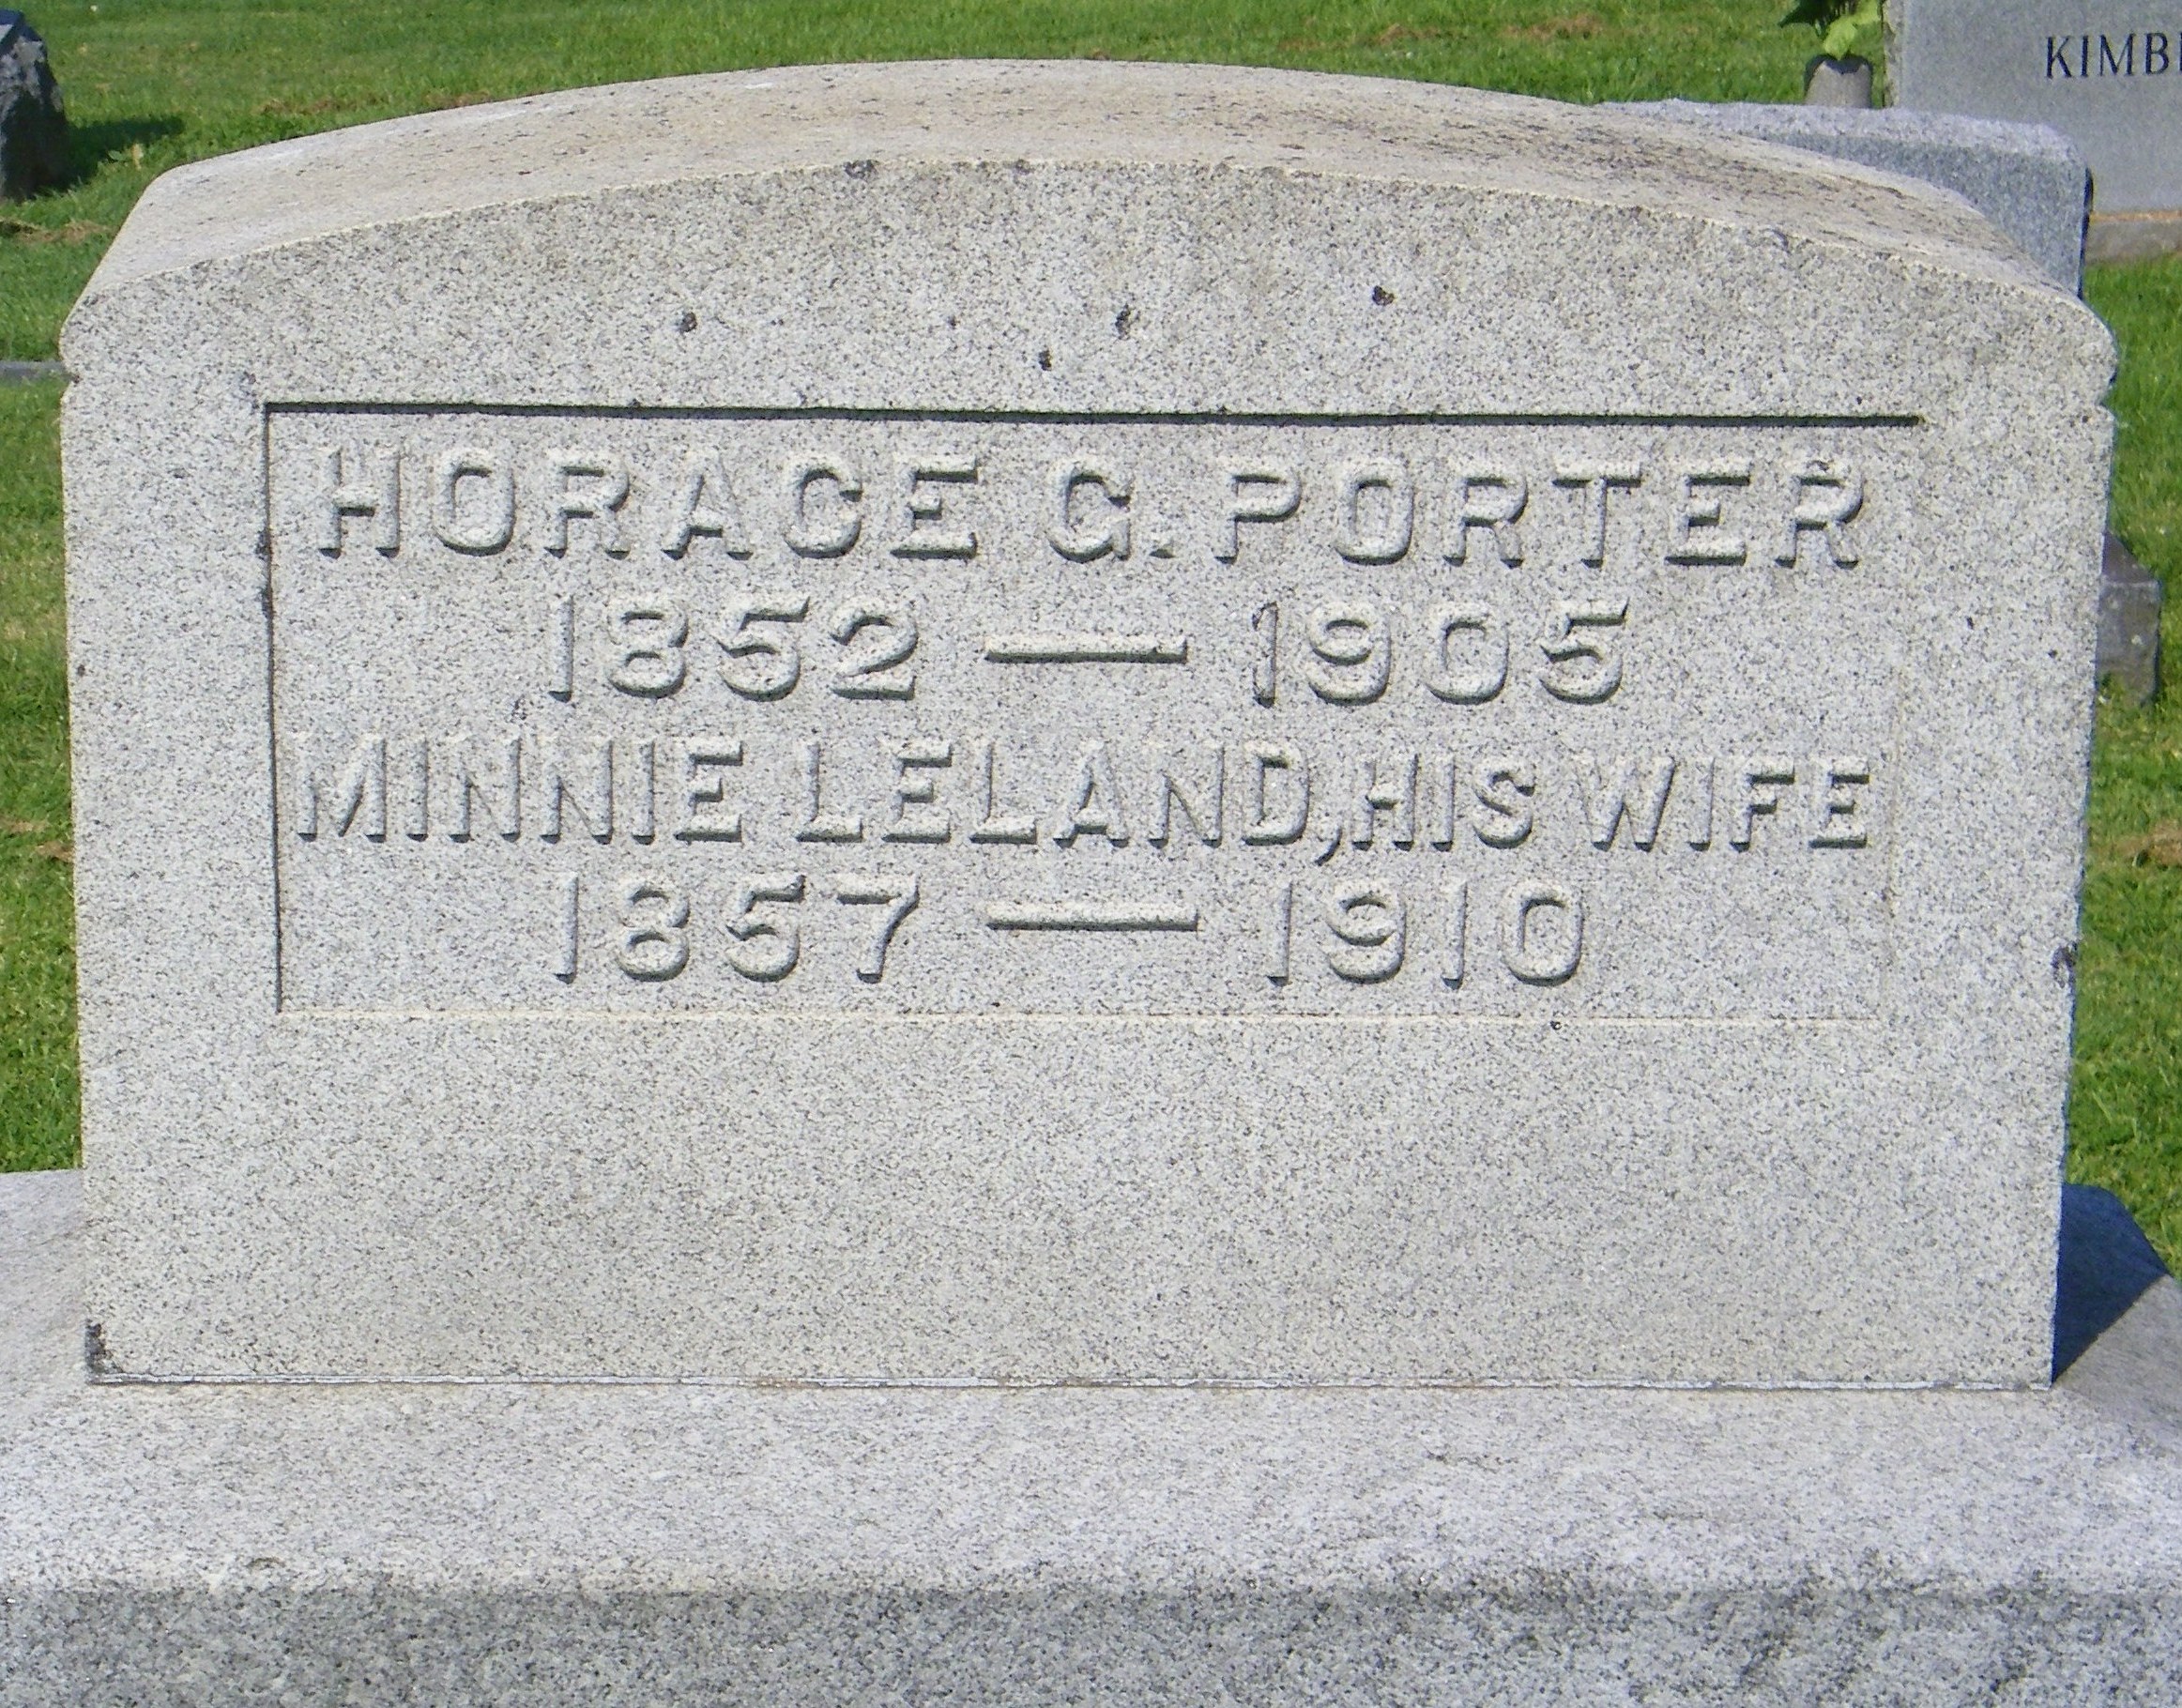 KIMB
HORACE G. PORTER
1852 — 1905
MINNIE LELAND, HIS WIFE
1857 — 1910